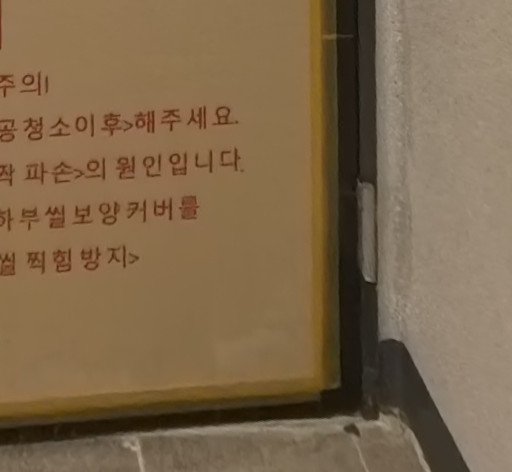 주의!
공청소이후>해주세요.
짝 파손>의 원인입니다.
하부씰보양커버를
씰 찍힘방지>